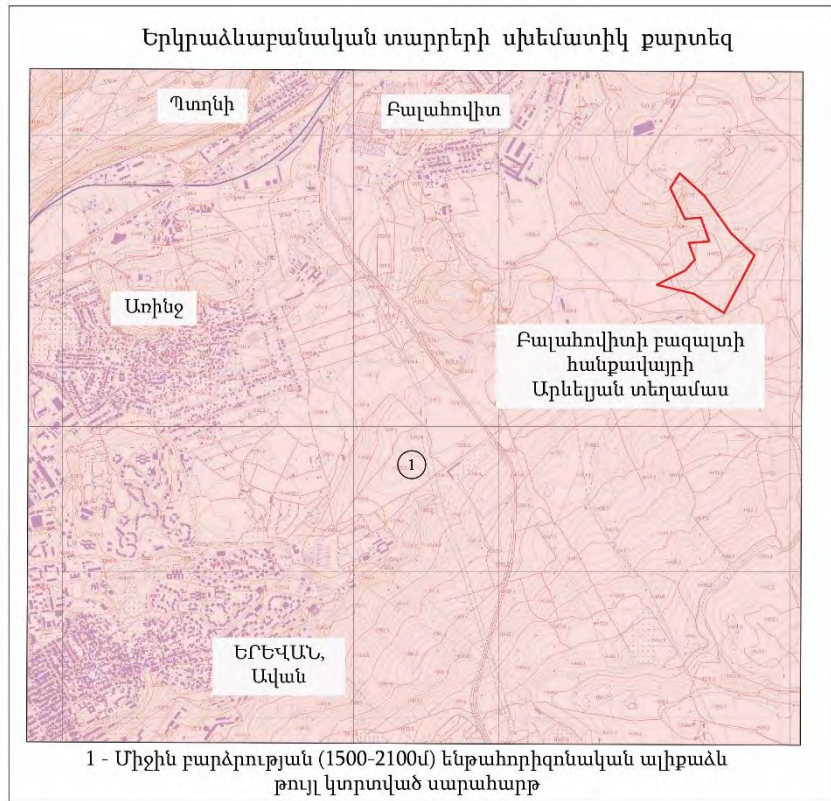 Երկրաձևաբանական տարրերի սխեմատիկ քարտեզ
Պտղնի
Բալահովիտ
Առինջ
Բալահովիտի բազալտի
հանքավայրի
Արևելյան տեղամաս
1
ԵՐԵՎԱՆ,
Ավան
1 - Միջին բարձրության (1500-2100մ) ենթահորիզոնական ալիքաձև
թույլ կտրտված սարահարթ